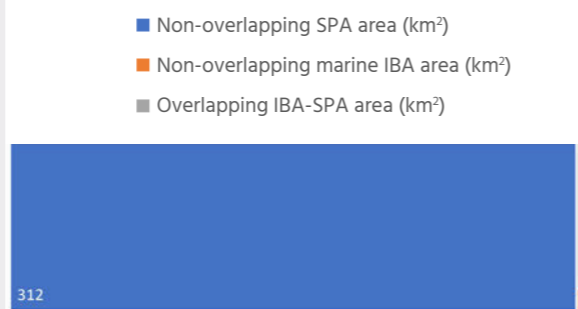 Non-overlapping SPA area (km²)
Non-overlapping marine IBA area (km²)
Overlapping IBA-SPA area (km²)
312